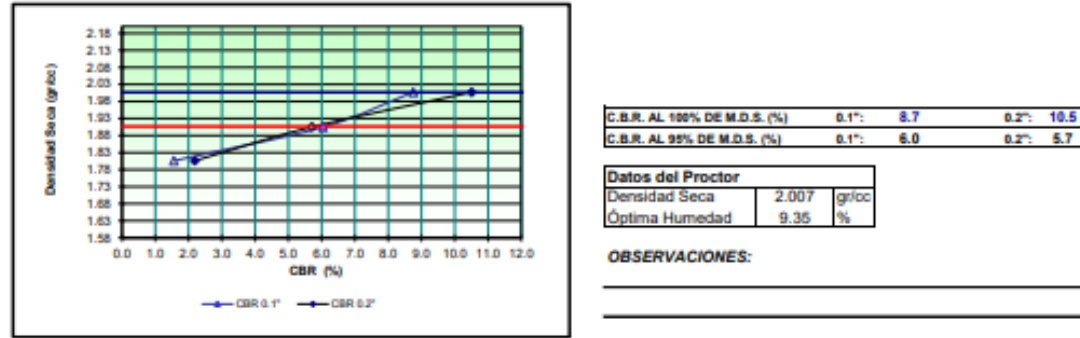 Densidad Seca (gr/cc)
2.18
2.13
2.08
2.03
1.98
1.93
1.88
1.83
1.78
1.73
1.68
1.63
1.58
0.0 1.0 2.0 3.0 4.0 5.0 6.0 7.0 8.0 9.0 10.0 11.0 12.0
CBR (%)
CBR 0.1" CBR 0.2"
C.B.R. AL 100% DE M.D.S. (%) 0.1": 8.7 0.2": 10.5
C.B.R. AL 95% DE M.D.S. (%) 0.1": 6.0 0.2": 5.7
Datos del Proctor
Densidad Seca 2.007 gr/cc
Óptima Humedad 9.35 %
OBSERVACIONES: